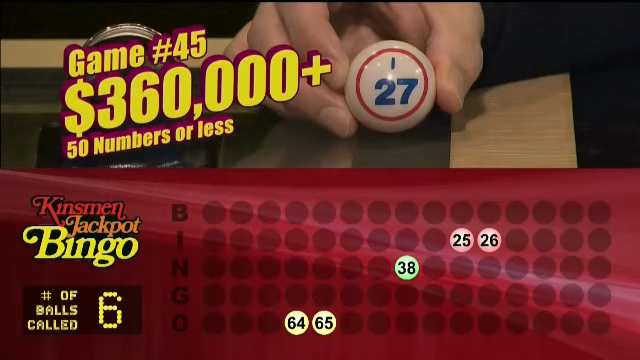 Game #45
$360,000+
50 Numbers or less
I
27
Kinsmen
Jackpot
Bingo
B
I 25 26
N 38
G
O 64 65
# OF
BALLS
CALLED
6